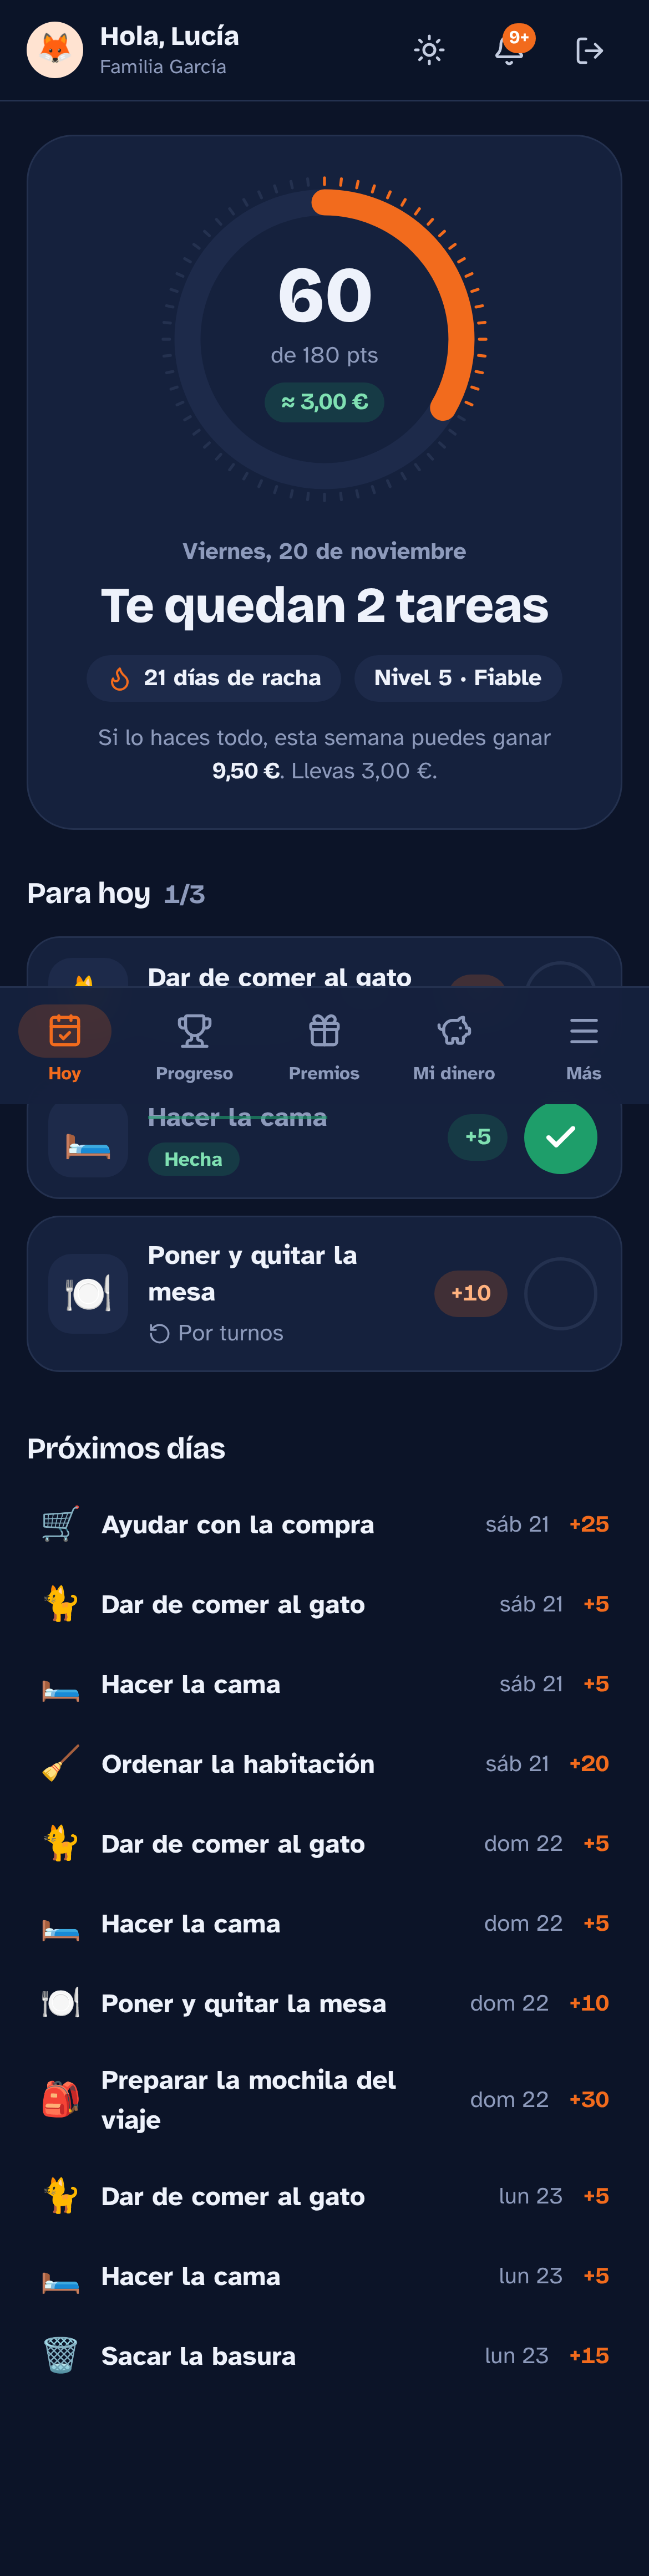 Hola, Lucía
Familia García
9+
60
de 180 pts
≈ 3,00 €
Viernes, 20 de noviembre
Te quedan 2 tareas
21 días de racha
Nivel 5 · Fiable
Si lo haces todo, esta semana puedes ganar
9,50 €. Llevas 3,00 €.
Para hoy 1/3
Dar de comer al gato
Hoy
Progreso
Premios
Mi dinero
Más
Hacer la cama
+5
Hecha
Poner y quitar la
mesa
+10
Por turnos
Próximos días
Ayudar con la compra sáb 21 +25
Dar de comer al gato sáb 21 +5
Hacer la cama sáb 21 +5
Ordenar la habitación sáb 21 +20
Dar de comer al gato dom 22 +5
Hacer la cama dom 22 +5
Poner y quitar la mesa dom 22 +10
Preparar la mochila del
viaje
dom 22 +30
Dar de comer al gato lun 23 +5
Hacer la cama lun 23 +5
Sacar la basura lun 23 +15